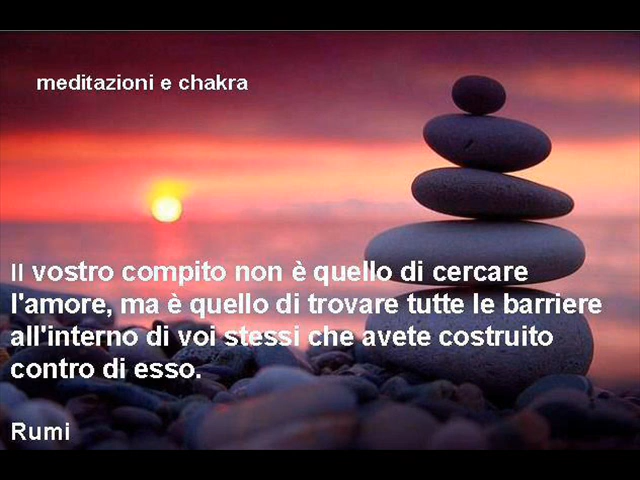 meditazioni e chakra
Il vostro compito non è quello di cercare
l'amore, ma è quello di trovare tutte le barriere
all'interno di voi stessi che avete costruito
contro di esso.
Rumi